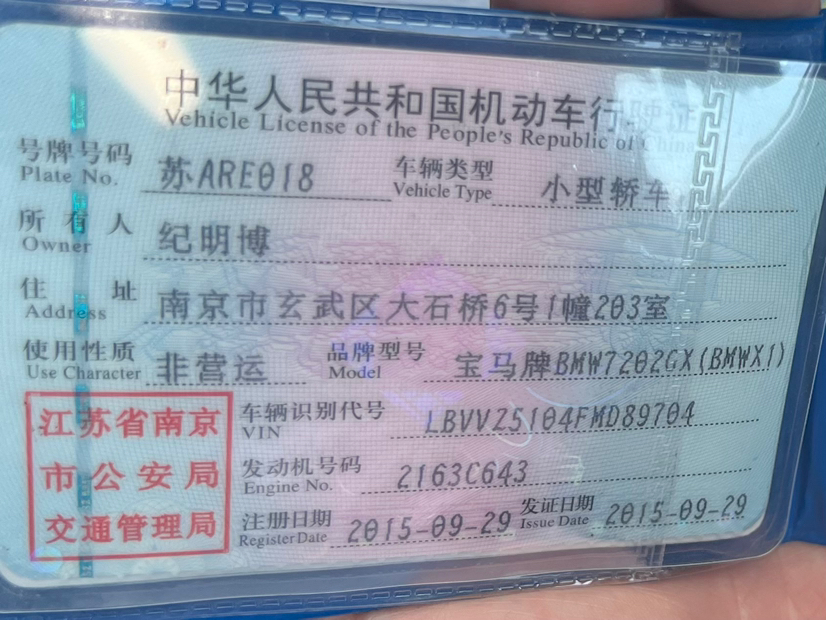 中华人民共和国机动车行驶证
Vehicle License of the People's Republic of China
号牌号码 苏ARE018 车辆类型 小型轿车
Plate No. Vehicle Type
所有人 纪明博
Owner
住址 南京市玄武区大石桥6号1幢203室
Address
使用性质 非营运 品牌型号 宝马牌BMW7202GX(BMWX1)
Use Character Model
江苏省南京
市公安局
交通管理局
车辆识别代号 LBVVZ5104FMD89704
VIN
发动机号码 2163C643
Engine No.
注册日期 2015-09-29 发证日期 2015-09-29
Register Date Issue Date